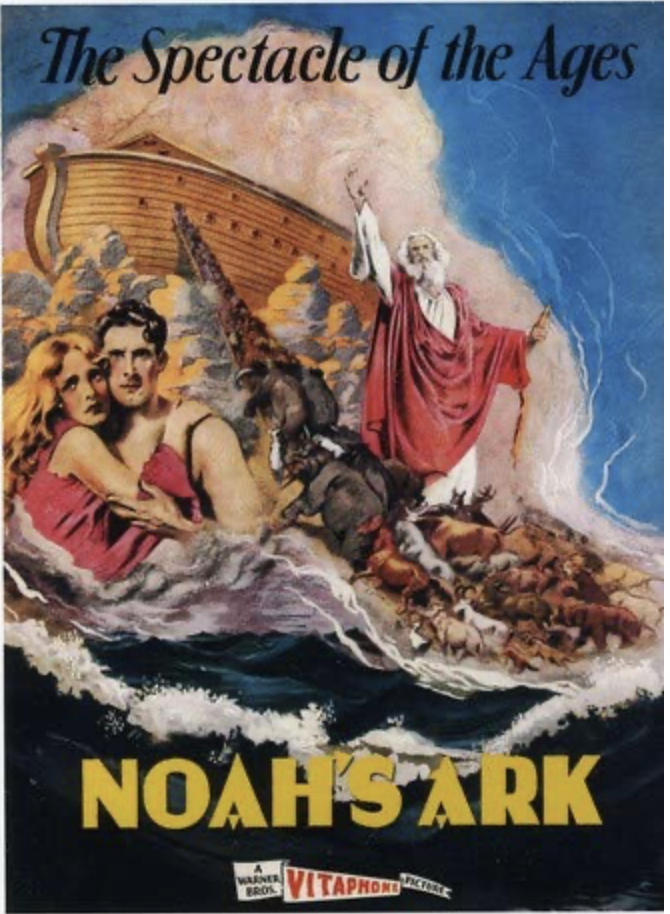 The Spectacle of the Ages
NOAH'S ARK
A
WARNER
BROS.
VITAPHONE
PICTURE